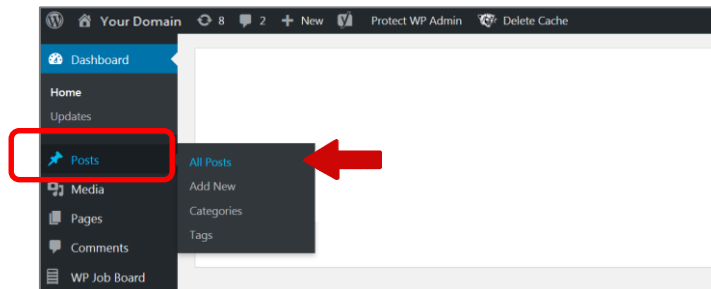 Your Domain 8 2 + New Protect WP Admin Delete Cache
Dashboard
Home
Updates
Posts
All Posts
Add New
Categories
Tags
Media
Pages
Comments
WP Job Board